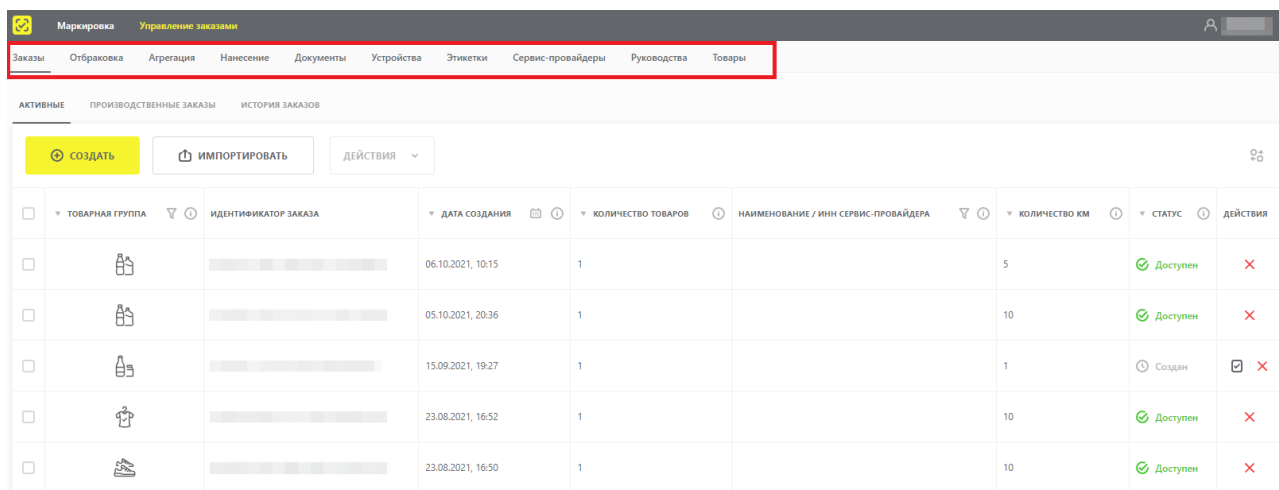 Маркировка Управление заказами
Заказы Отбраковка Агрегация Нанесение Документы Устройства Этикетки Сервис-провайдеры Руководства Товары
АКТИВНЫЕ ПРОИЗВОДСТВЕННЫЕ ЗАКАЗЫ ИСТОРИЯ ЗАКАЗОВ
СОЗДАТЬ ИМПОРТИРОВАТЬ ДЕЙСТВИЯ
ТОВАРНАЯ ГРУППА ИДЕНТИФИКАТОР ЗАКАЗА ДАТА СОЗДАНИЯ КОЛИЧЕСТВО ТОВАРОВ НАИМЕНОВАНИЕ / ИНН СЕРВИС-ПРОВАЙДЕРА КОЛИЧЕСТВО КМ СТАТУС ДЕЙСТВИЯ
06.10.2021, 10:15 1 5 Доступен
05.10.2021, 20:36 1 10 Доступен
15.09.2021, 19:27 1 1 Создан
23.08.2021, 16:52 1 10 Доступен
23.08.2021, 16:50 1 10 Доступен